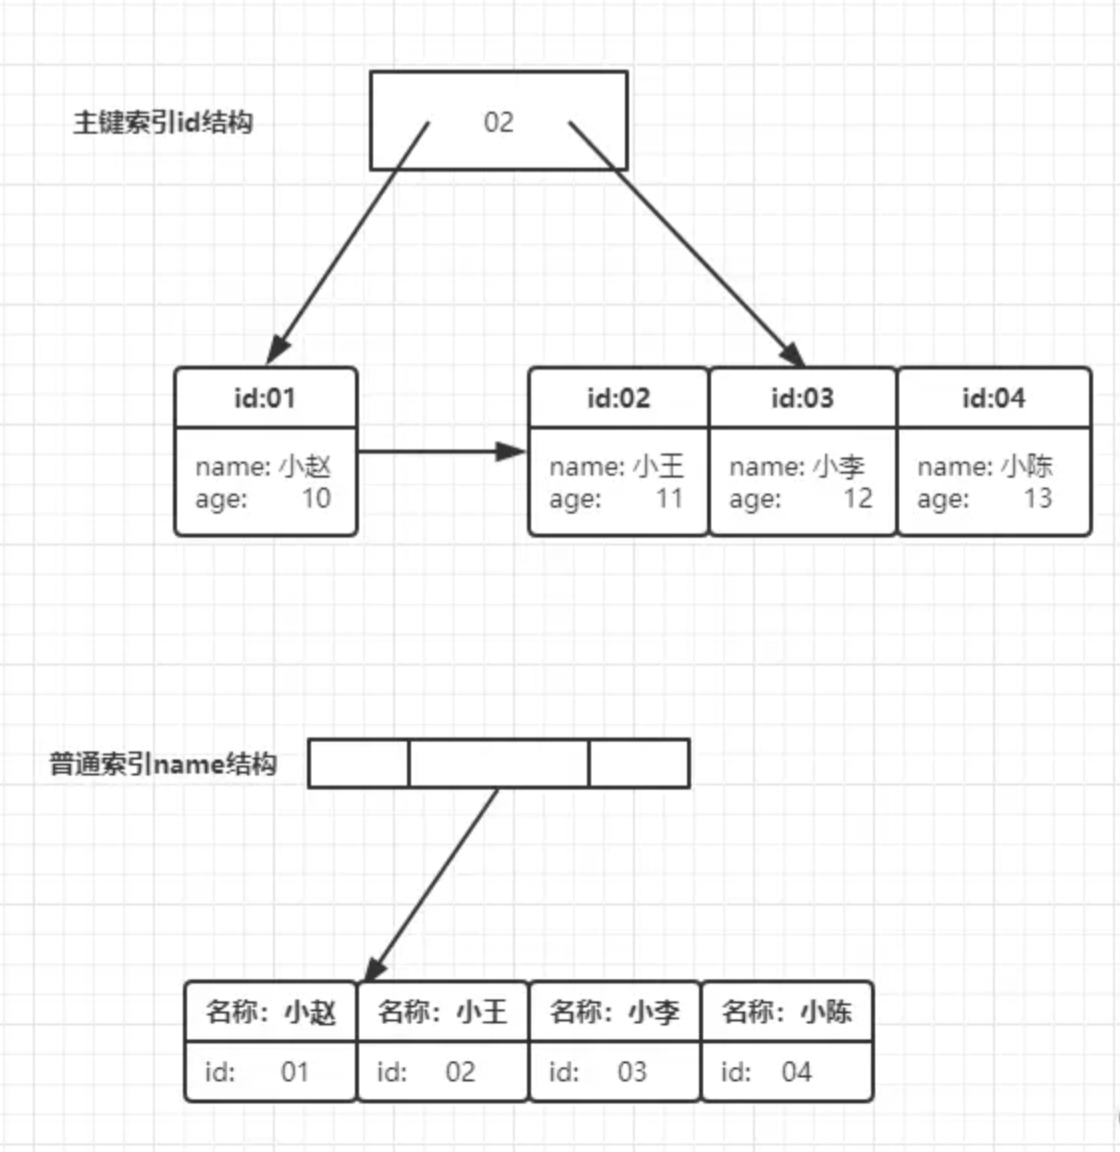 主键索引id结构
02
id:01
id:02
id:03
id:04
name: 小赵
name: 小王
name: 小李
name: 小陈
age: 10
age: 11
age: 12
age: 13
普通索引name结构
名称：小赵
名称：小王
名称：小李
名称：小陈
id: 01
id: 02
id: 03
id: 04